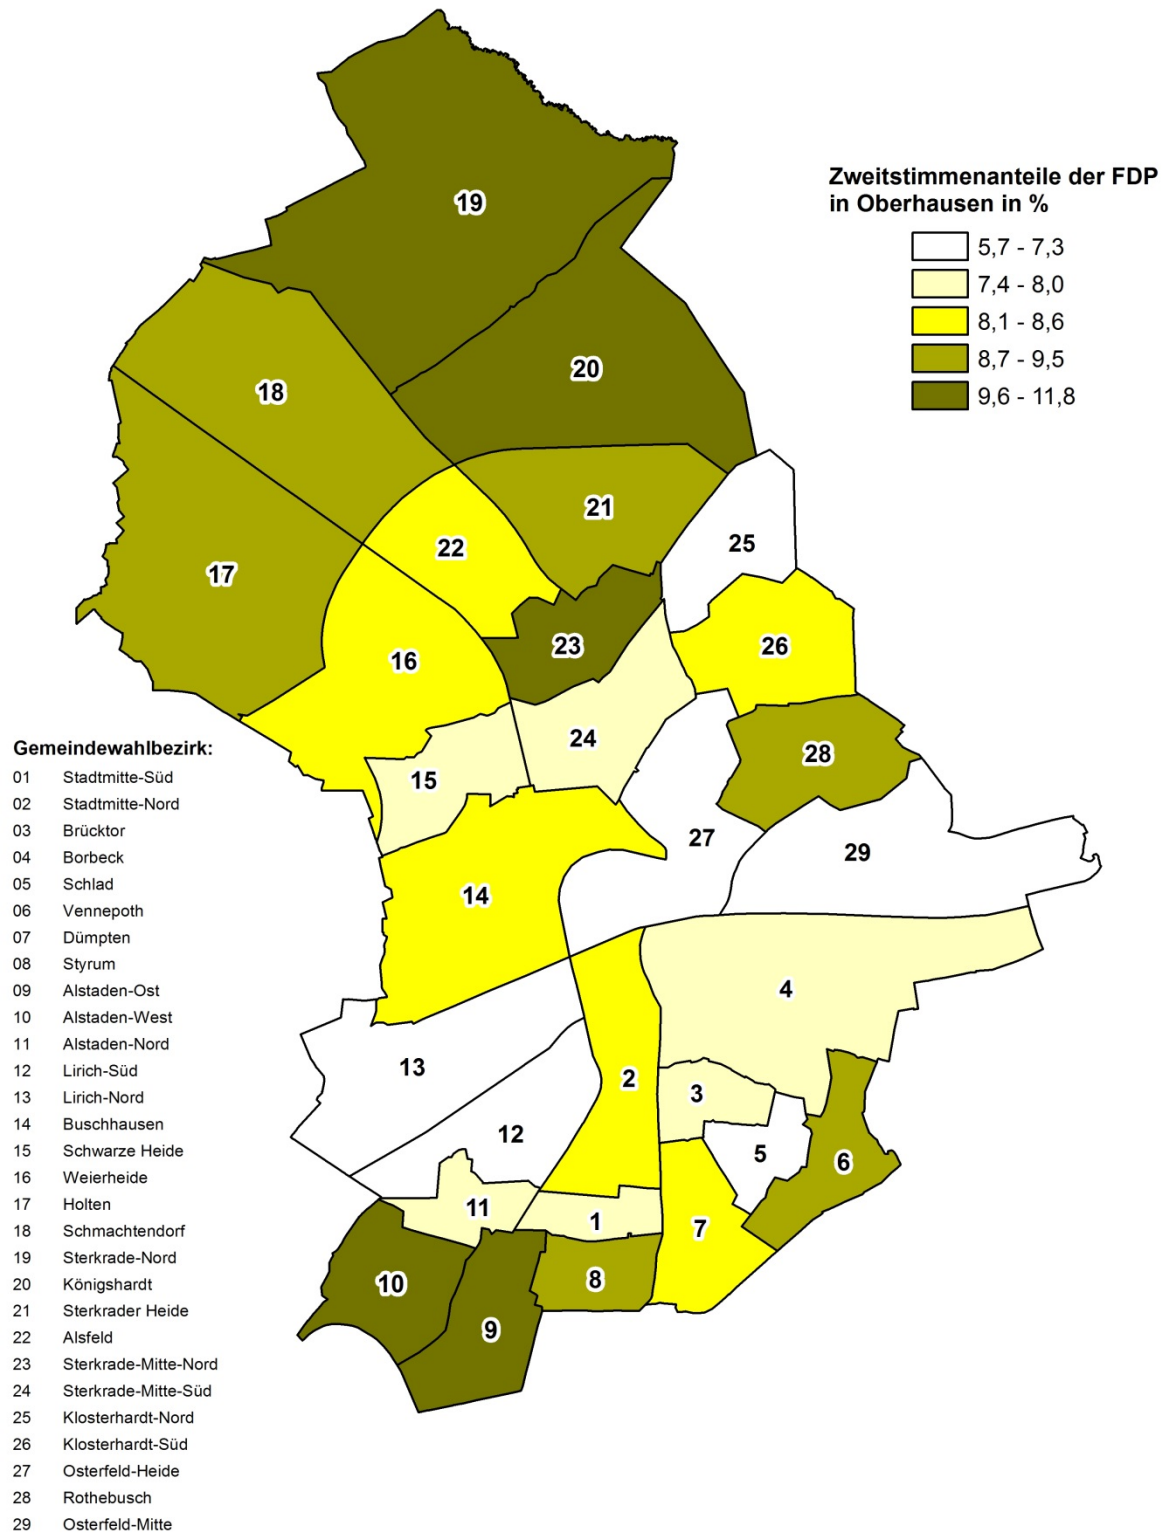 Zweitstimmenanteile der FDP
in Oberhausen in %
5,7 - 7,3
7,4 - 8,0
8,1 - 8,6
8,7 - 9,5
9,6 - 11,8
19
20
18
21
22
25
17
23
26
16
24
28
15
27
29
14
4
13
2
3
12
5
6
11
1
7
10
8
9
Gemeindewahlbezirk:
01 Stadtmitte-Süd
02 Stadtmitte-Nord
03 Brücktor
04 Borbeck
05 Schlad
06 Vennepoth
07 Dümpten
08 Styrum
09 Alstaden-Ost
10 Alstaden-West
11 Alstaden-Nord
12 Lirich-Süd
13 Lirich-Nord
14 Buschhausen
15 Schwarze Heide
16 Weierheide
17 Holten
18 Schmachtendorf
19 Sterkrade-Nord
20 Königshardt
21 Sterkrader Heide
22 Alsfeld
23 Sterkrade-Mitte-Nord
24 Sterkrade-Mitte-Süd
25 Klosterhardt-Nord
26 Klosterhardt-Süd
27 Osterfeld-Heide
28 Rothebusch
29 Osterfeld-Mitte